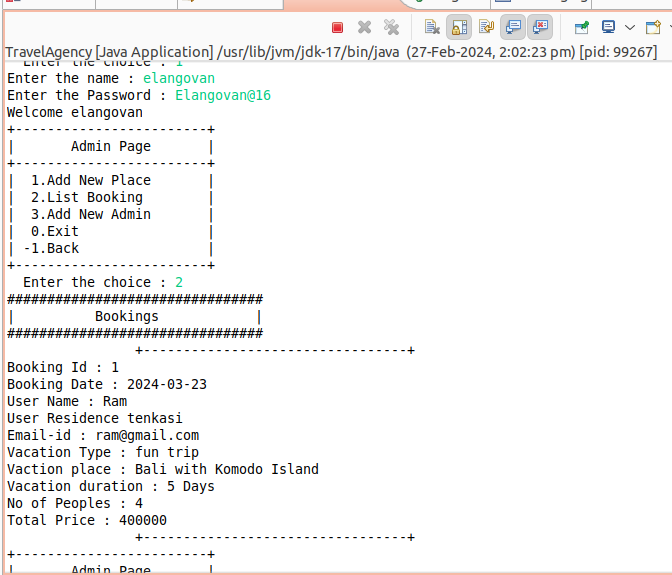 TravelAgency [Java Application] /usr/lib/jvm/jdk-17/bin/java (27-Feb-2024, 2:02:23 pm) [pid: 99267]
Enter the choice : 1
Enter the name : elangovan
Enter the Password : Elangovan@16
Welcome elangovan
+------------------------+
|       Admin Page       |
+------------------------+
|  1.Add New Place       |
|  2.List Booking        |
|  3.Add New Admin       |
|  0.Exit                |
| -1.Back                |
+------------------------+
  Enter the choice : 2
################################
|          Bookings            |
################################
                +---------------------------------+
Booking Id : 1
Booking Date : 2024-03-23
User Name : Ram
User Residence tenkasi
Email-id : ram@gmail.com
Vacation Type : fun trip
Vaction place : Bali with Komodo Island
Vacation duration : 5 Days
No of Peoples : 4
Total Price : 400000
                +---------------------------------+
+------------------------+
|       Admin Page       |